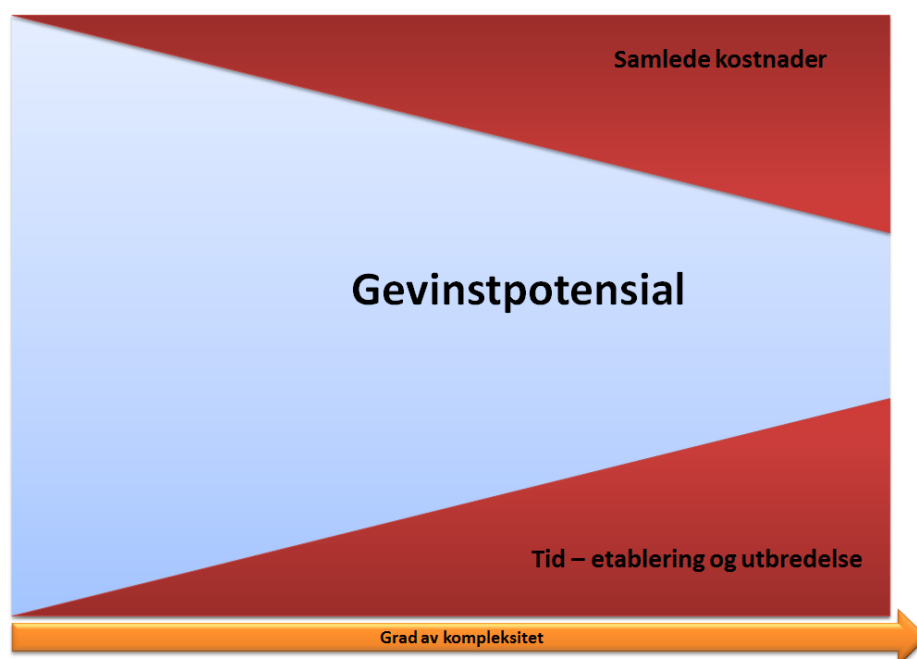 Samlede kostnader
Gevinstpotensial
Tid – etablering og utbredelse
Grad av kompleksitet